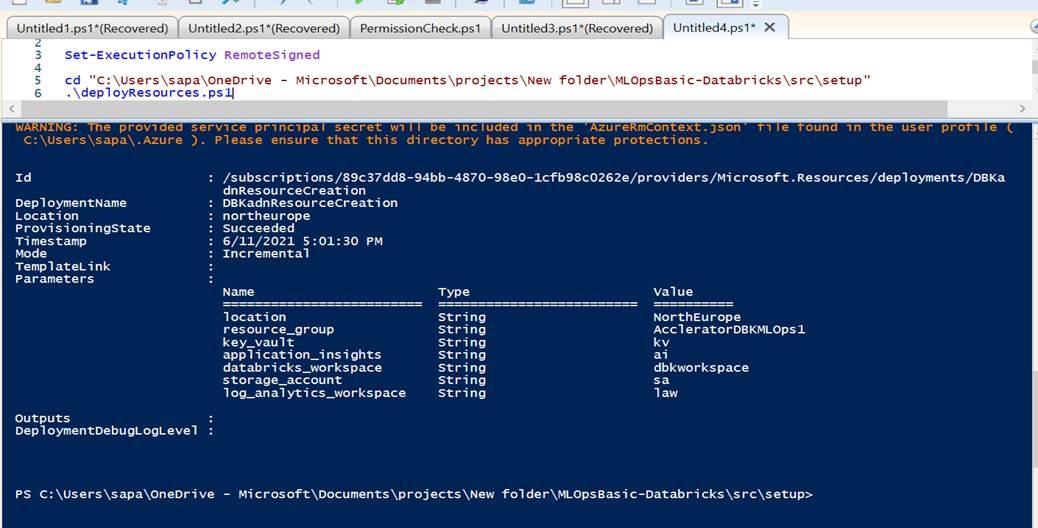 Untitled1.ps1*(Recovered) Untitled2.ps1*(Recovered) PermissionCheck.ps1 Untitled3.ps1*(Recovered) Untitled4.ps1* X
2
3 Set-ExecutionPolicy RemoteSigned
4
5 cd "C:\Users\sapa\OneDrive - Microsoft\Documents\projects\New folder\MLOpsBasic-Databricks\src\setup"
6 .\deployResources.ps1
WARNING: The provided service principal secret will be included in the 'AzureRmContext.json' file found in the user profile (
C:\Users\sapa\.Azure ). Please ensure that this directory has appropriate protections.
Id : /subscriptions/89c37dd8-94bb-4870-98e0-1cfb98c0262e/providers/Microsoft.Resources/deployments/DBKa
dnResourceCreation
DeploymentName : DBKadnResourceCreation
Location : northeurope
ProvisioningState : Succeeded
Timestamp : 6/11/2021 5:01:30 PM
Mode : Incremental
TemplateLink :
Parameters :
Name Type Value
========================= ========================= ==========
location String NorthEurope
resource_group String AccleratorDBKMLOps1
key_vault String kv
application_insights String ai
databricks_workspace String dbkworkspace
storage_account String sa
log_analytics_workspace String law
Outputs :
DeploymentDebugLogLevel :
PS C:\Users\sapa\OneDrive - Microsoft\Documents\projects\New folder\MLOpsBasic-Databricks\src\setup>